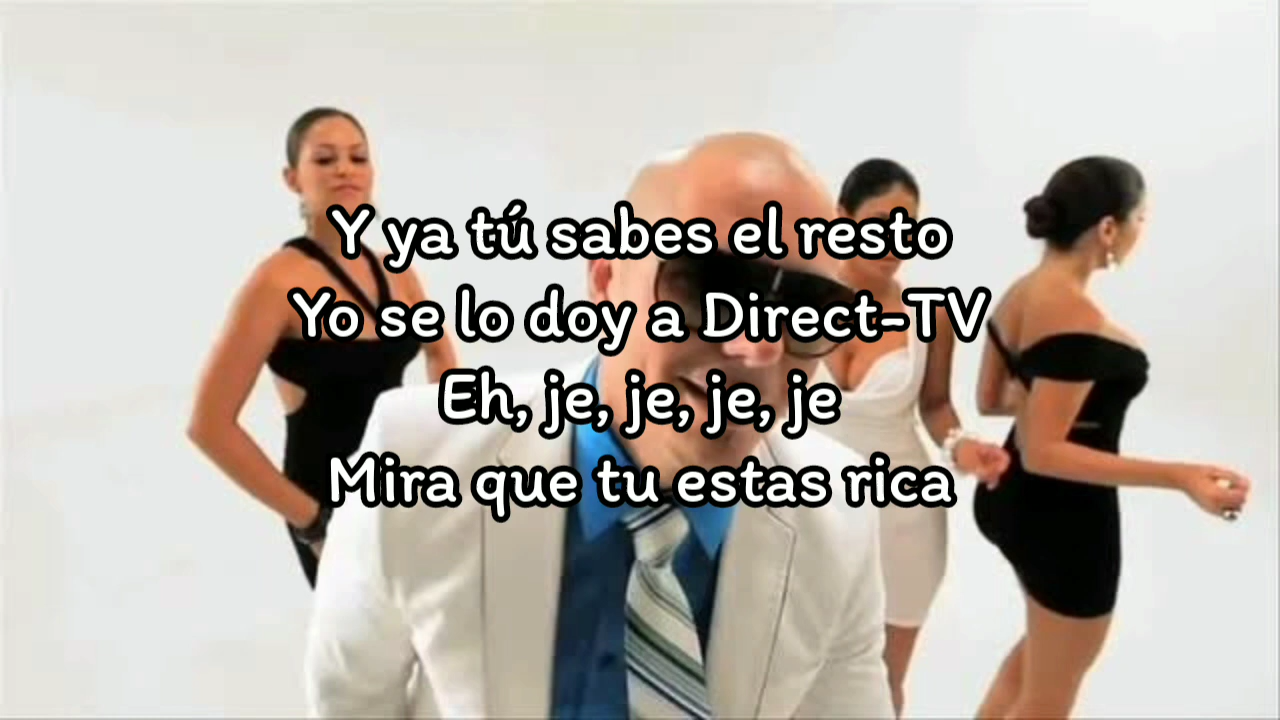 Y ya tú sabes el resto
Yo se lo doy a Direct-TV
Eh, je, je, je, je
Mira que tu estas rica